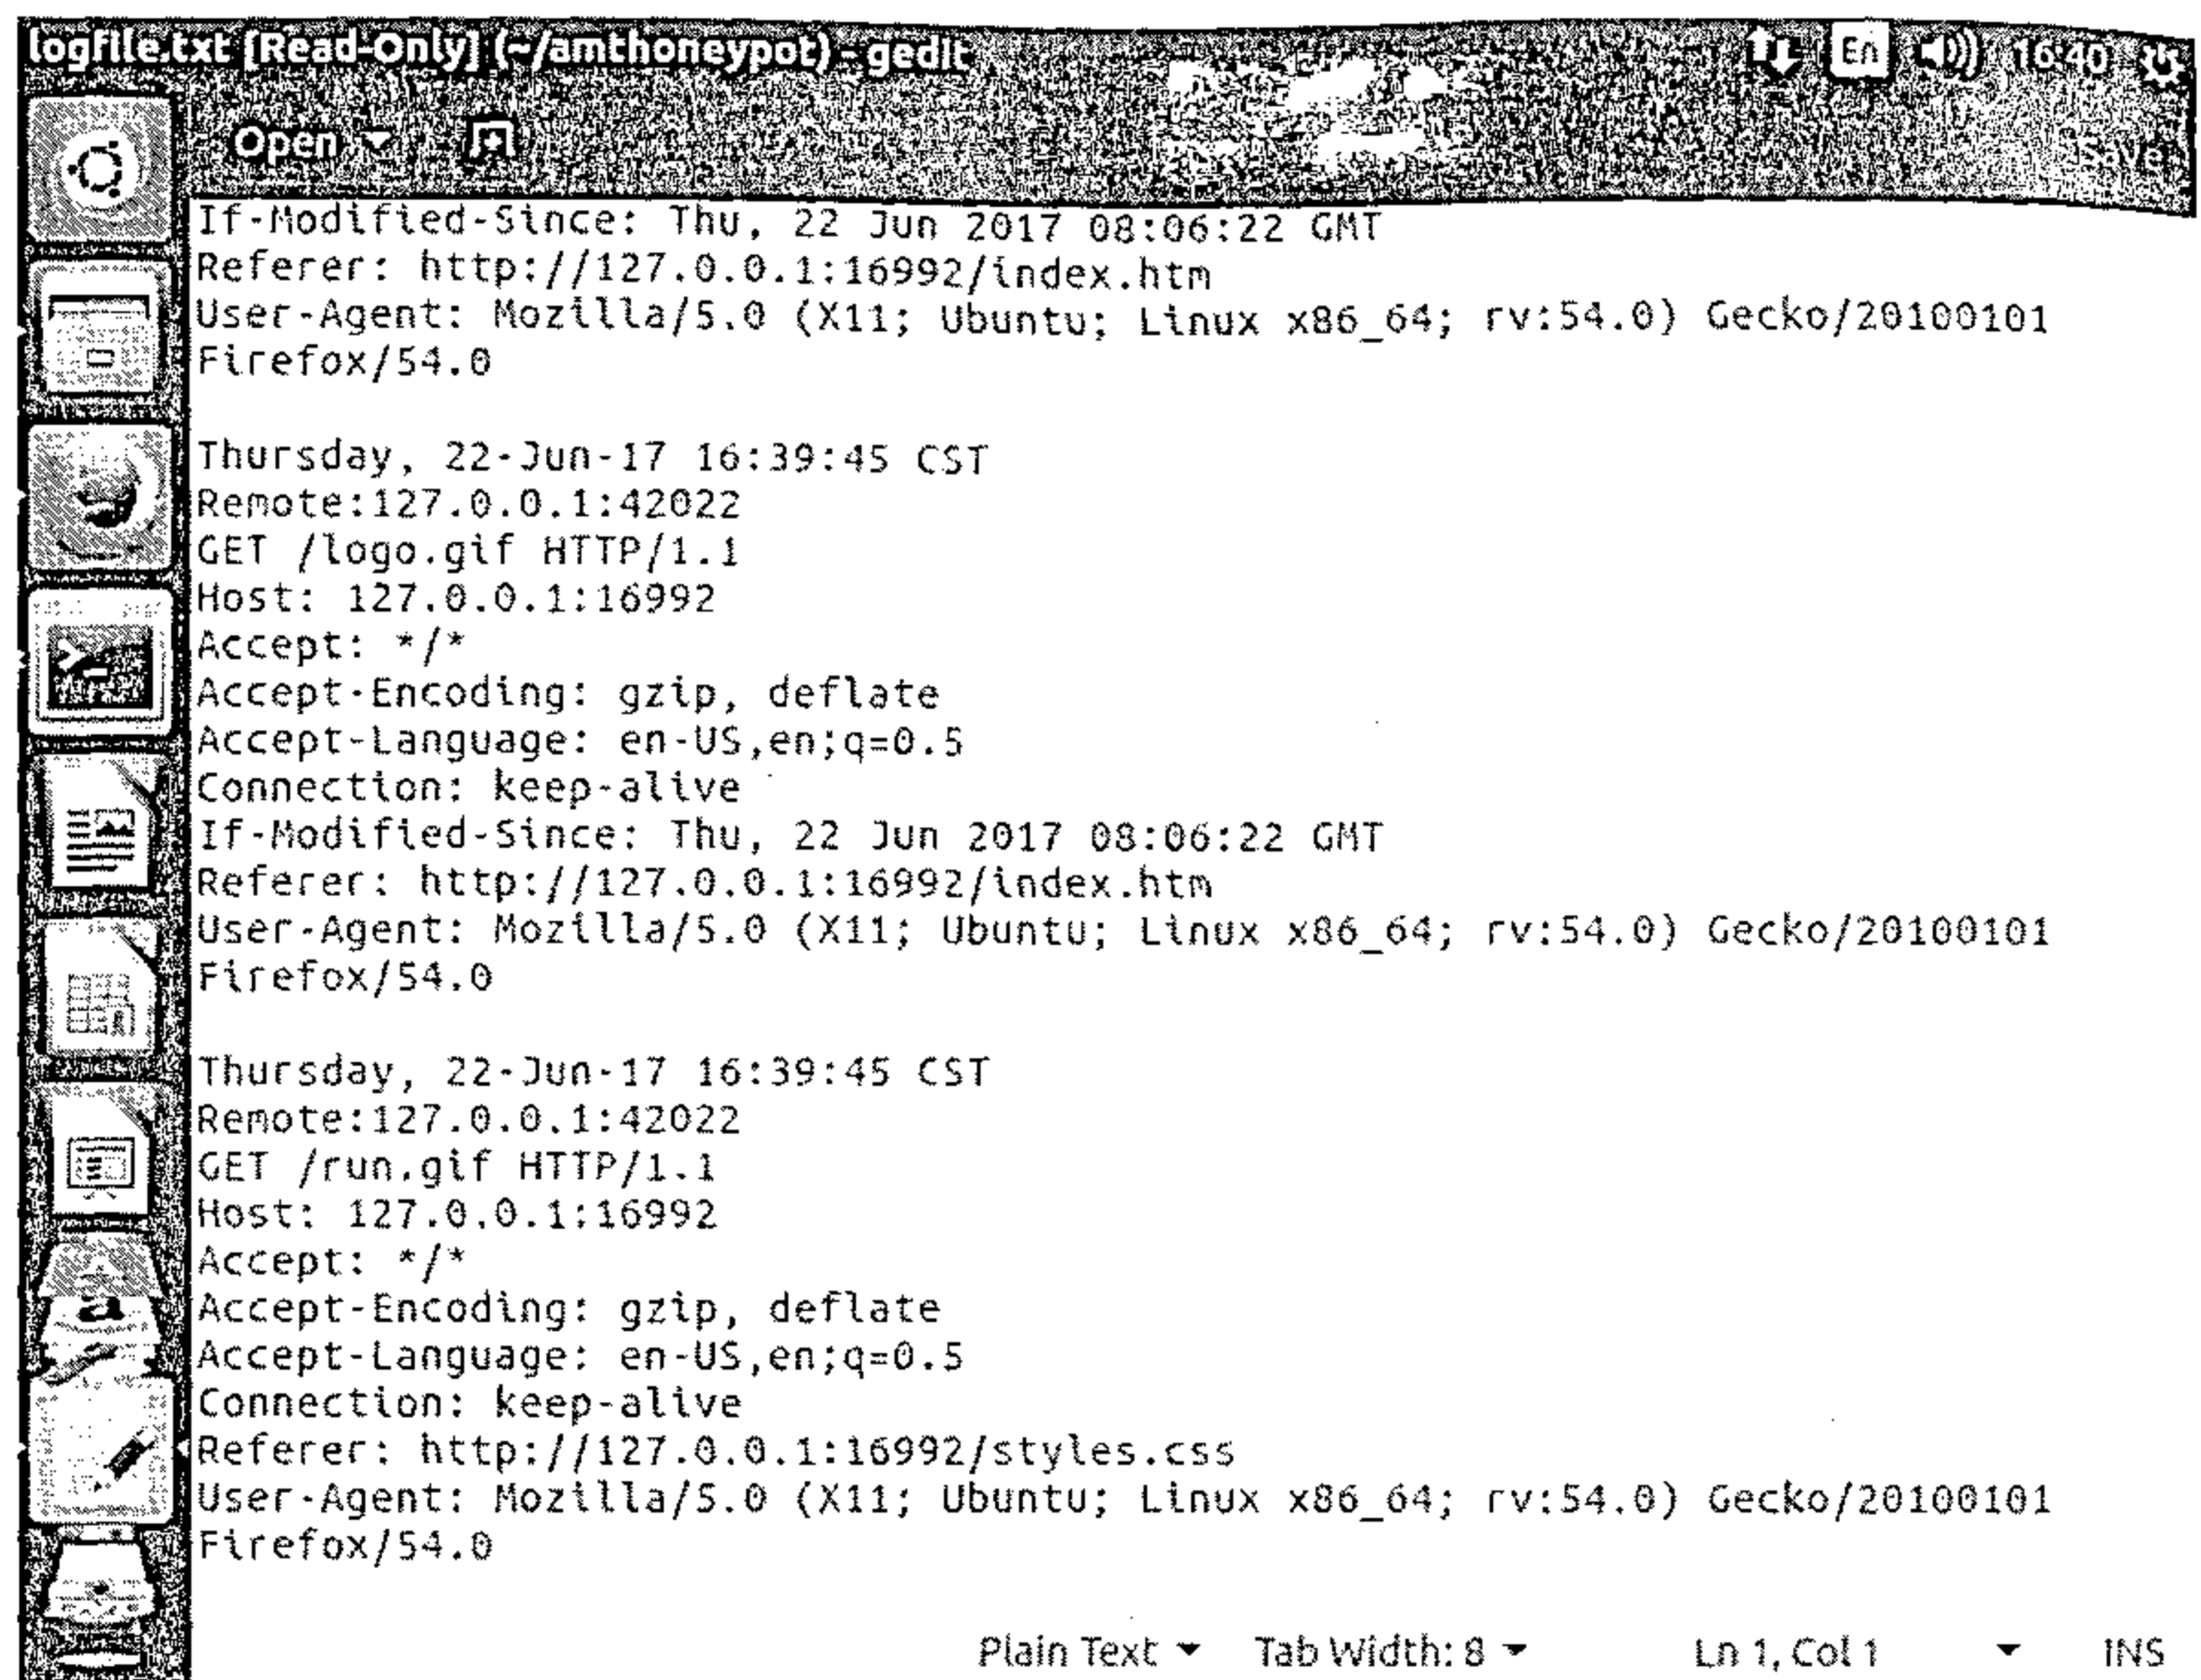 logfile.txt [Read-Only] (~/amthoneypot) - gedit
En 16:40
Open Save
If-Modified-Since: Thu, 22 Jun 2017 08:06:22 GMT
Referer: http://127.0.0.1:16992/index.htm
User-Agent: Mozilla/5.0 (X11; Ubuntu; Linux x86_64; rv:54.0) Gecko/20100101
Firefox/54.0
Thursday, 22-Jun-17 16:39:45 CST
Remote:127.0.0.1:42022
GET /logo.gif HTTP/1.1
Host: 127.0.0.1:16992
Accept: */*
Accept-Encoding: gzip, deflate
Accept-Language: en-US,en;q=0.5
Connection: keep-alive
If-Modified-Since: Thu, 22 Jun 2017 08:06:22 GMT
Referer: http://127.0.0.1:16992/index.htm
User-Agent: Mozilla/5.0 (X11; Ubuntu; Linux x86_64; rv:54.0) Gecko/20100101
Firefox/54.0
Thursday, 22-Jun-17 16:39:45 CST
Remote:127.0.0.1:42022
GET /run.gif HTTP/1.1
Host: 127.0.0.1:16992
Accept: */*
Accept-Encoding: gzip, deflate
Accept-Language: en-US,en;q=0.5
Connection: keep-alive
Referer: http://127.0.0.1:16992/styles.css
User-Agent: Mozilla/5.0 (X11; Ubuntu; Linux x86_64; rv:54.0) Gecko/20100101
Firefox/54.0
Plain Text Tab Width: 8 Ln 1, Col 1 INS